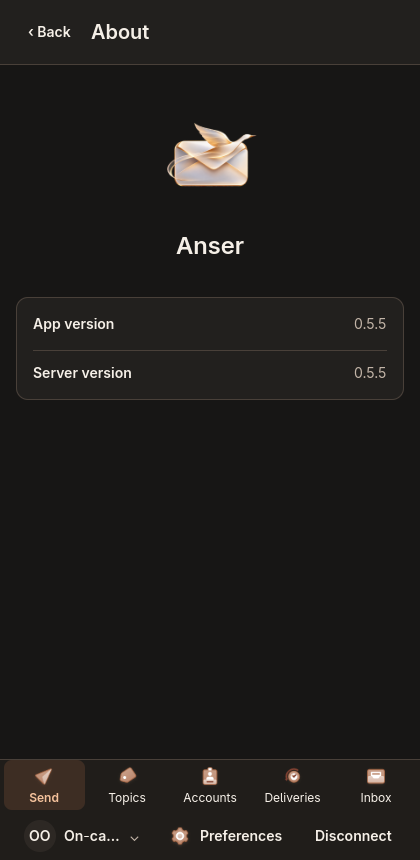 ‹ Back About
Anser
App version 0.5.5
Server version 0.5.5
Send Topics Accounts Deliveries Inbox
OO On-ca... Preferences Disconnect